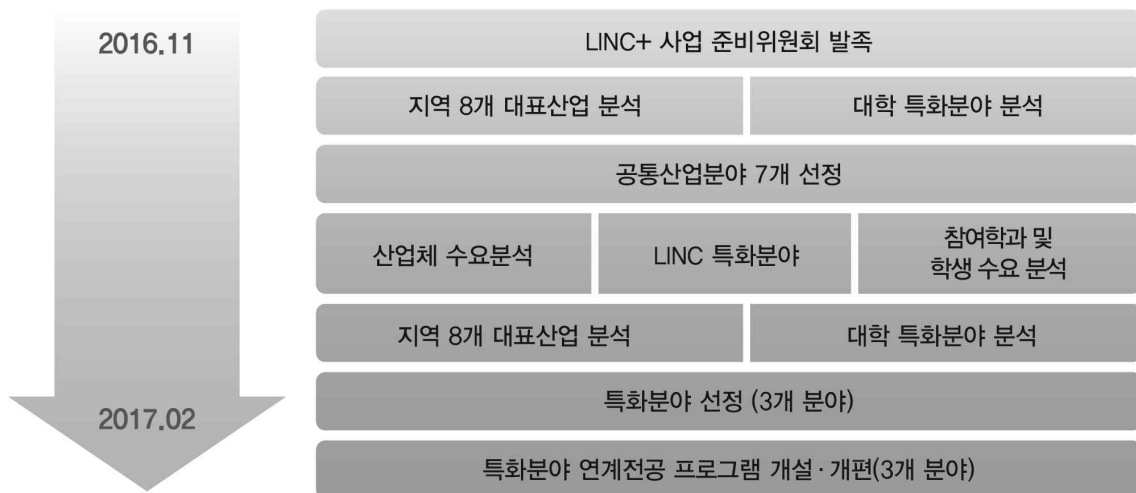 2016.11
LINC+ 사업 준비위원회 발족
지역 8개 대표산업 분석
대학 특화분야 분석
공통산업분야 7개 선정
산업체 수요분석
LINC 특화분야
참여학과 및
학생 수요 분석
지역 8개 대표산업 분석
대학 특화분야 분석
2017.02
특화분야 선정 (3개 분야)
특화분야 연계전공 프로그램 개설·개편(3개 분야)